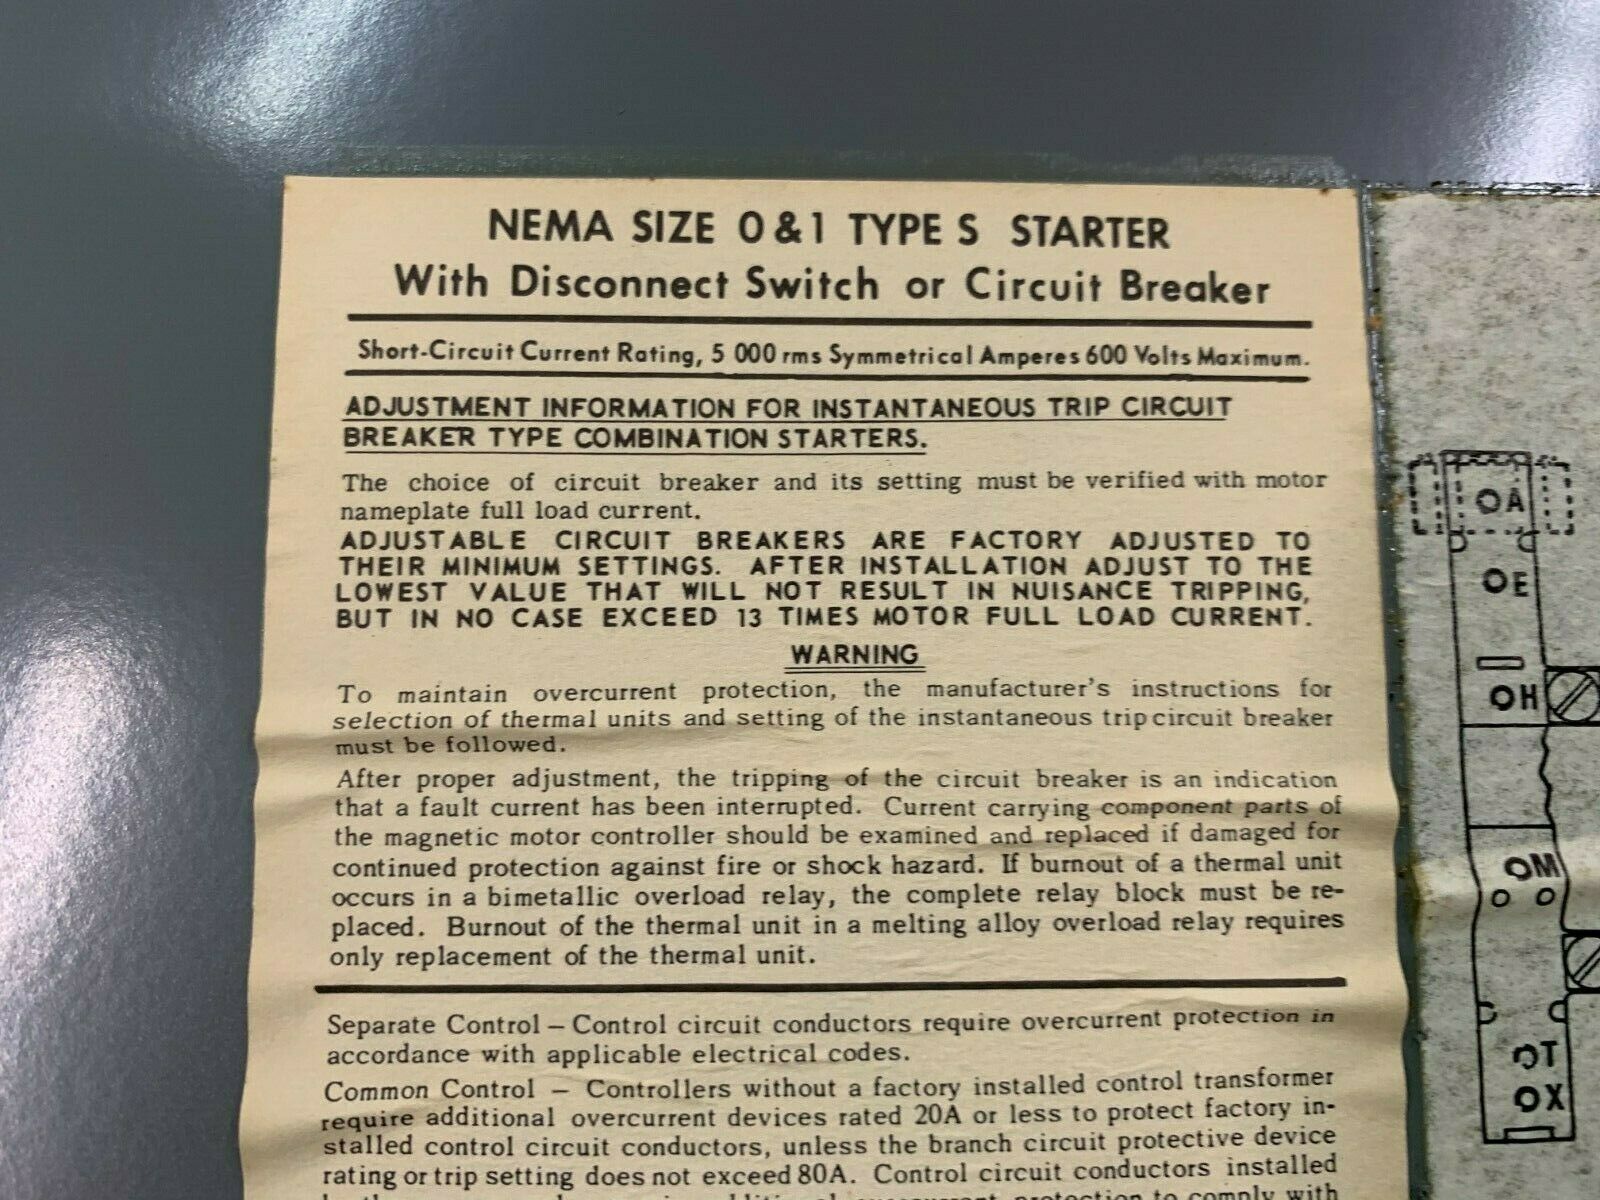 NEMA SIZE 0 & 1 TYPE S STARTER
With Disconnect Switch or Circuit Breaker
Short-Circuit Current Rating, 5 000 rms Symmetrical Amperes 600 Volts Maximum.
ADJUSTMENT INFORMATION FOR INSTANTANEOUS TRIP CIRCUIT
BREAKER TYPE COMBINATION STARTERS.
The choice of circuit breaker and its setting must be verified with motor
nameplate full load current.
ADJUSTABLE CIRCUIT BREAKERS ARE FACTORY ADJUSTED TO
THEIR MINIMUM SETTINGS. AFTER INSTALLATION ADJUST TO THE
LOWEST VALUE THAT WILL NOT RESULT IN NUISANCE TRIPPING,
BUT IN NO CASE EXCEED 13 TIMES MOTOR FULL LOAD CURRENT.
WARNING
To maintain overcurrent protection, the manufacturer's instructions for
selection of thermal units and setting of the instantaneous trip circuit breaker
must be followed.
After proper adjustment, the tripping of the circuit breaker is an indication
that a fault current has been interrupted. Current carrying component parts of
the magnetic motor controller should be examined and replaced if damaged for
continued protection against fire or shock hazard. If burnout of a thermal unit
occurs in a bimetallic overload relay, the complete relay block must be re-
placed. Burnout of the thermal unit in a melting alloy overload relay requires
only replacement of the thermal unit.
Separate Control – Control circuit conductors require overcurrent protection in
accordance with applicable electrical codes.
Common Control – Controllers without a factory installed control transformer
require additional overcurrent devices rated 20A or less to protect factory in-
stalled control circuit conductors, unless the branch circuit protective device
rating or trip setting does not exceed 80A. Control circuit conductors installed
protection to comply with
A
E
H
M
T
X